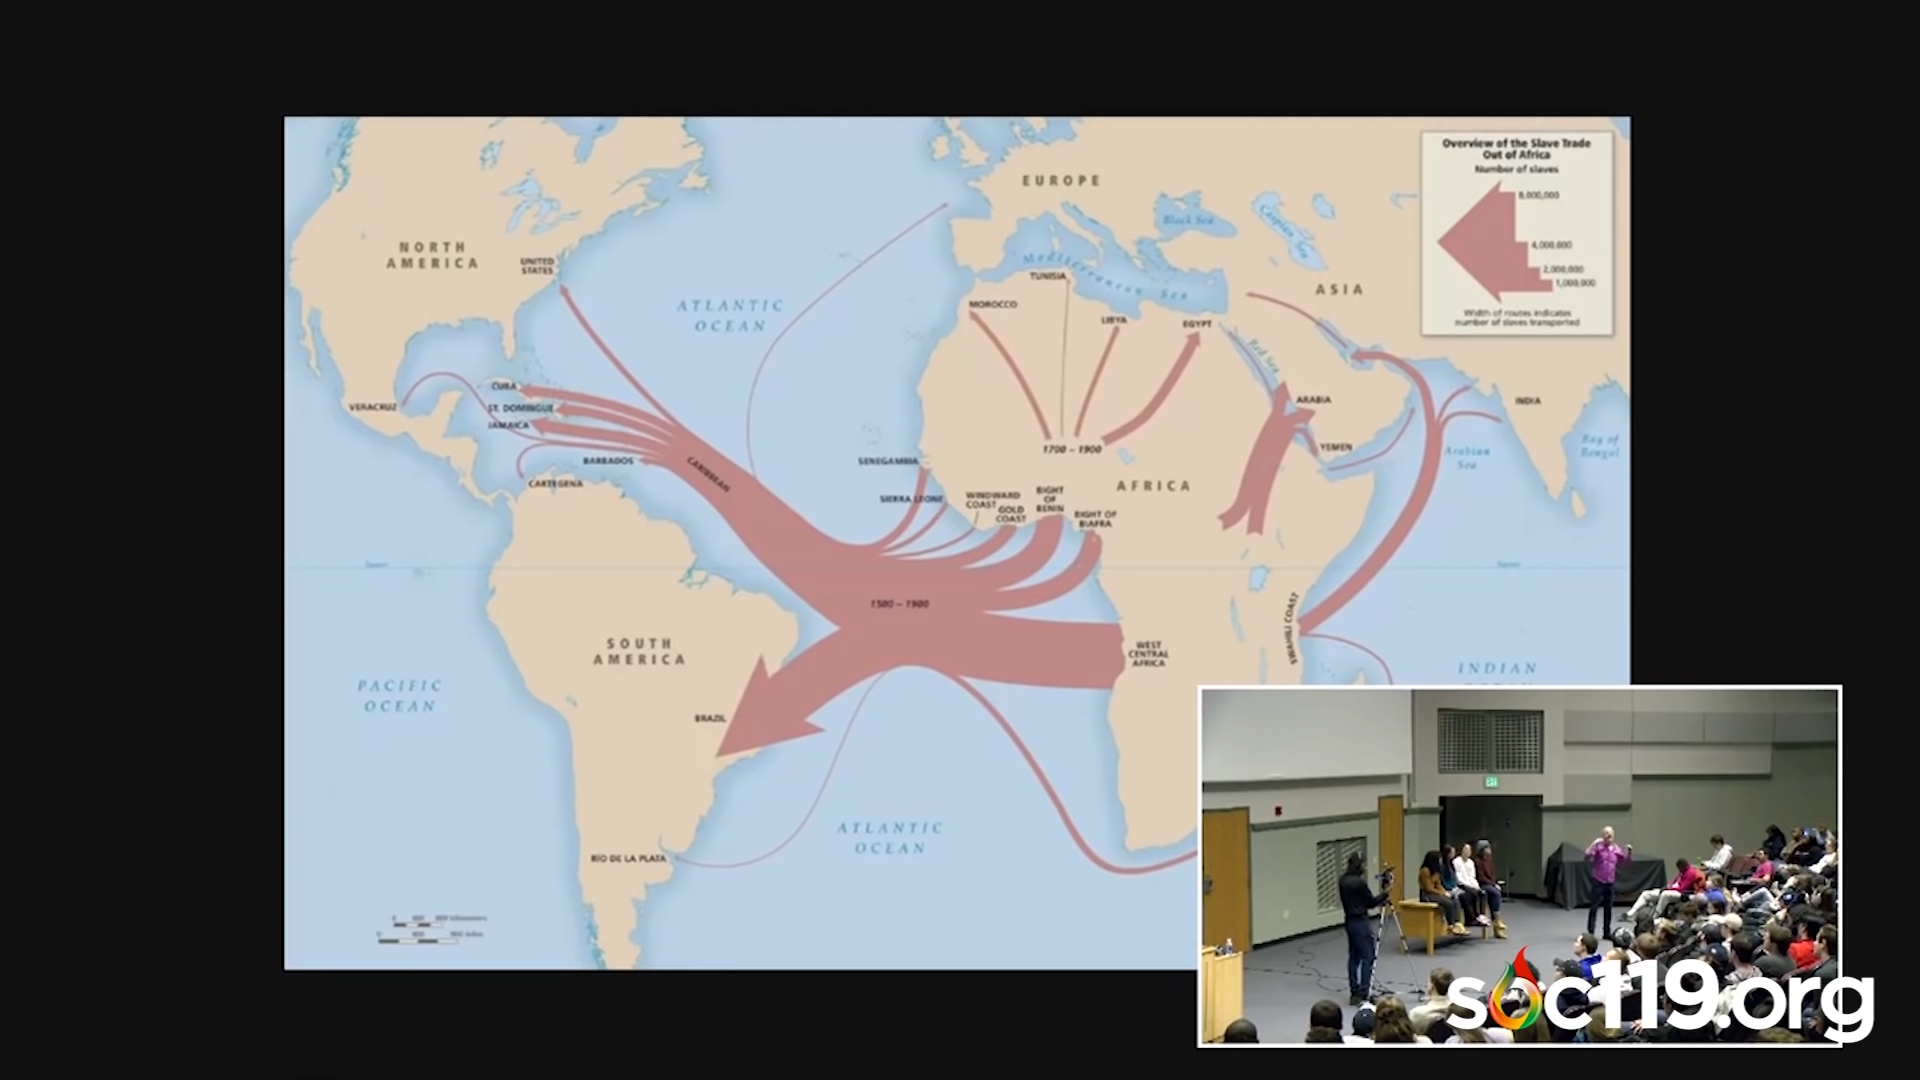 Overview of the Slave Trade
Out of Africa
Number of slaves
8,000,000
4,000,000
2,000,000
1,000,000
Width of routes indicates
number of slaves transported
EUROPE
Black Sea
Caspian Sea
NORTH
AMERICA
UNITED
STATES
Mediterranean Sea
TUNISIA
ASIA
ATLANTIC
OCEAN
MOROCCO
LIBYA
EGYPT
Red Sea
CUBA
VERACRUZ
ST. DOMINGUE
JAMAICA
ARABIA
INDIA
1700 – 1900
YEMEN
Arabian
Sea
Bay of
Bengal
BARBADOS
CARIBBEAN
SENEGAMBIA
CARTEGENA
AFRICA
SIERRA LEONE
WINDWARD
COAST
GOLD
COAST
BIGHT
OF
BENIN
BIGHT OF
BIAFRA
1500 – 1900
SWAHILI COAST
SOUTH
AMERICA
WEST
CENTRAL
AFRICA
INDIAN
PACIFIC
OCEAN
BRAZIL
ATLANTIC
OCEAN
RÍO DE LA PLATA
EXIT
soc119.org